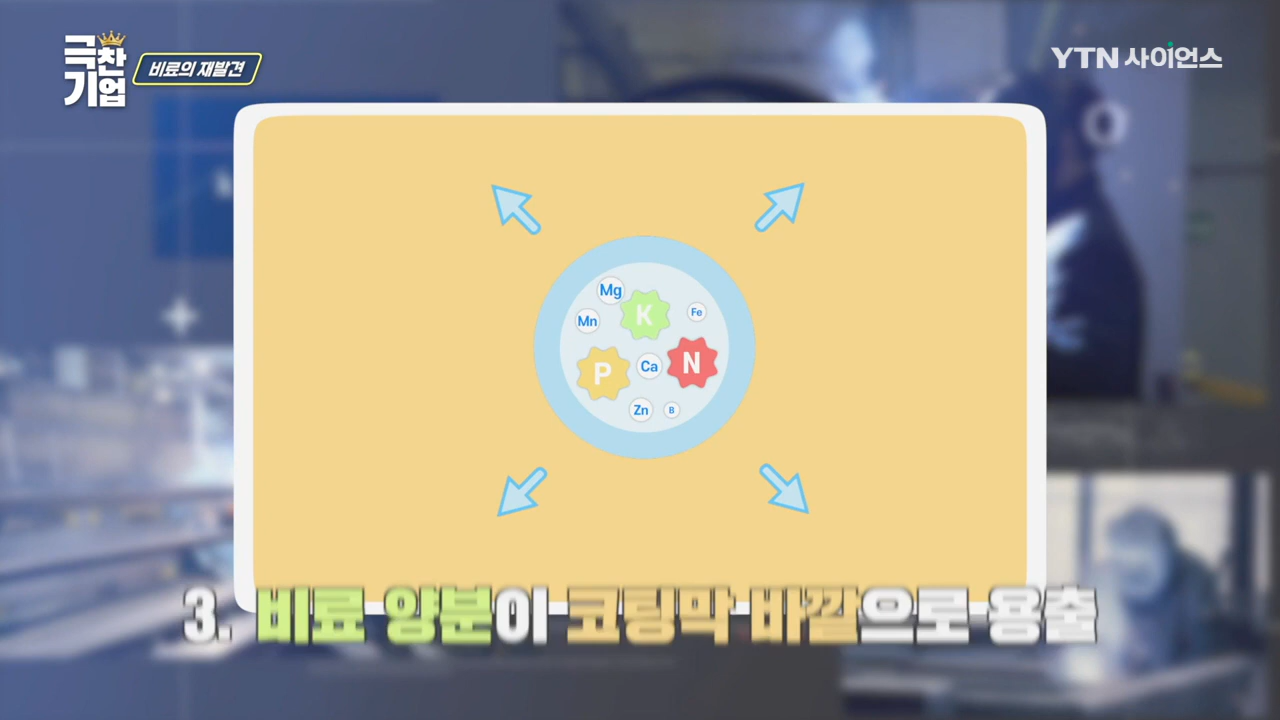 극찬
기업
비료의 재발견
YTN 사이언스
Mg
K
Fe
Mn
P
Ca
N
Zn
B
3. 비료 양분이 코팅막 바깥으로 용출